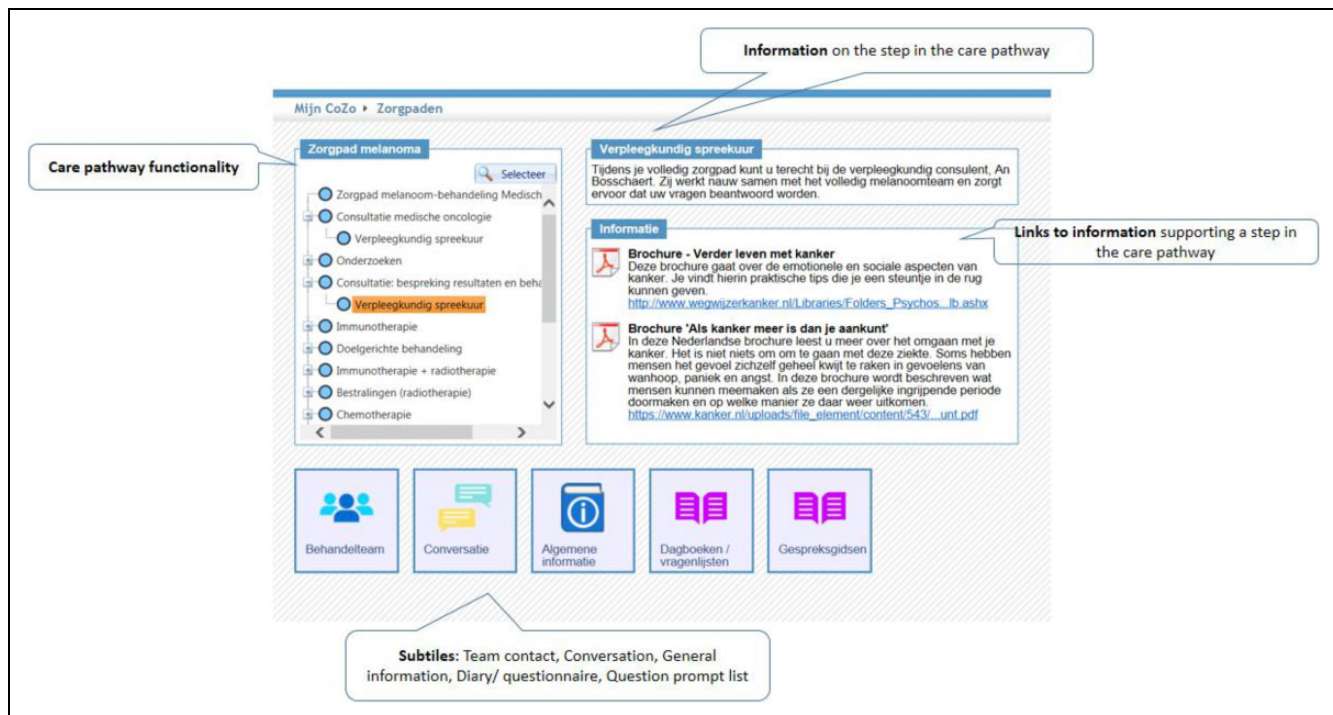 Information on the step in the care pathway
Mijn CoZo ▸ Zorgpaden
Care pathway functionality
Zorgpad melanoma
Selecteer
Zorgpad melanoom-behandeling Medisch
Consultatie medische oncologie
Verpleegkundig spreekuur
Onderzoeken
Consultatie: bespreking resultaten en beha
Verpleegkundig spreekuur
Immunotherapie
Doelgerichte behandeling
Immunotherapie + radiotherapie
Bestralingen (radiotherapie)
Chemotherapie
Verpleegkundig spreekuur
Tijdens je volledig zorgpad kunt u terecht bij de verpleegkundig consulent, An
Bosschaert. Zij werkt nauw samen met het volledig melanoomteam en zorgt
ervoor dat uw vragen beantwoord worden.
Informatie
Links to information supporting a step in
the care pathway
Brochure - Verder leven met kanker
Deze brochure gaat over de emotionele en sociale aspecten van
kanker. Je vindt hierin praktische tips die je een steuntje in de rug
kunnen geven.
http://www.wegwijzerkanker.nl/Libraries/Folders_Psychos...lb.ashx
Brochure 'Als kanker meer is dan je aankunt'
In deze Nederlandse brochure leest u meer over het omgaan met je
kanker. Het is niet niets om om te gaan met deze ziekte. Soms hebben
mensen het gevoel zichzelf geheel kwijt te raken in gevoelens van
wanhoop, paniek en angst. In deze brochure wordt beschreven wat
mensen kunnen meemaken als ze een dergelijke ingrijpende periode
doormaken en op welke manier ze daar weer uitkomen.
https://www.kanker.nl/uploads/file_element/content/543/...unt.pdf
Behandelteam
Conversatie
Algemene
informatie
Dagboeken /
vragenlijsten
Gespreksgidsen
Subtiles: Team contact, Conversation, General
information, Diary/ questionnaire, Question prompt list